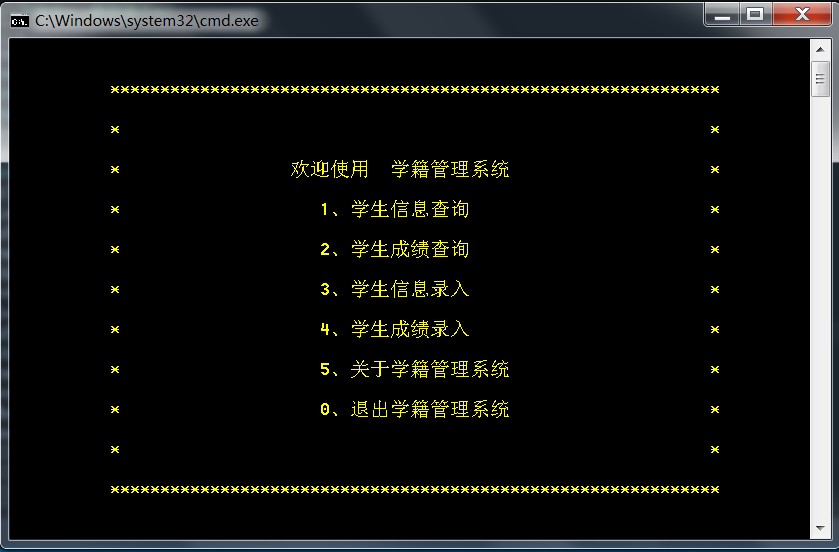 C:\Windows\system32\cmd.exe
*************************************************************
* *
* 欢迎使用 学籍管理系统 *
* 1、学生信息查询 *
* 2、学生成绩查询 *
* 3、学生信息录入 *
* 4、学生成绩录入 *
* 5、关于学籍管理系统 *
* 0、退出学籍管理系统 *
* *
*************************************************************